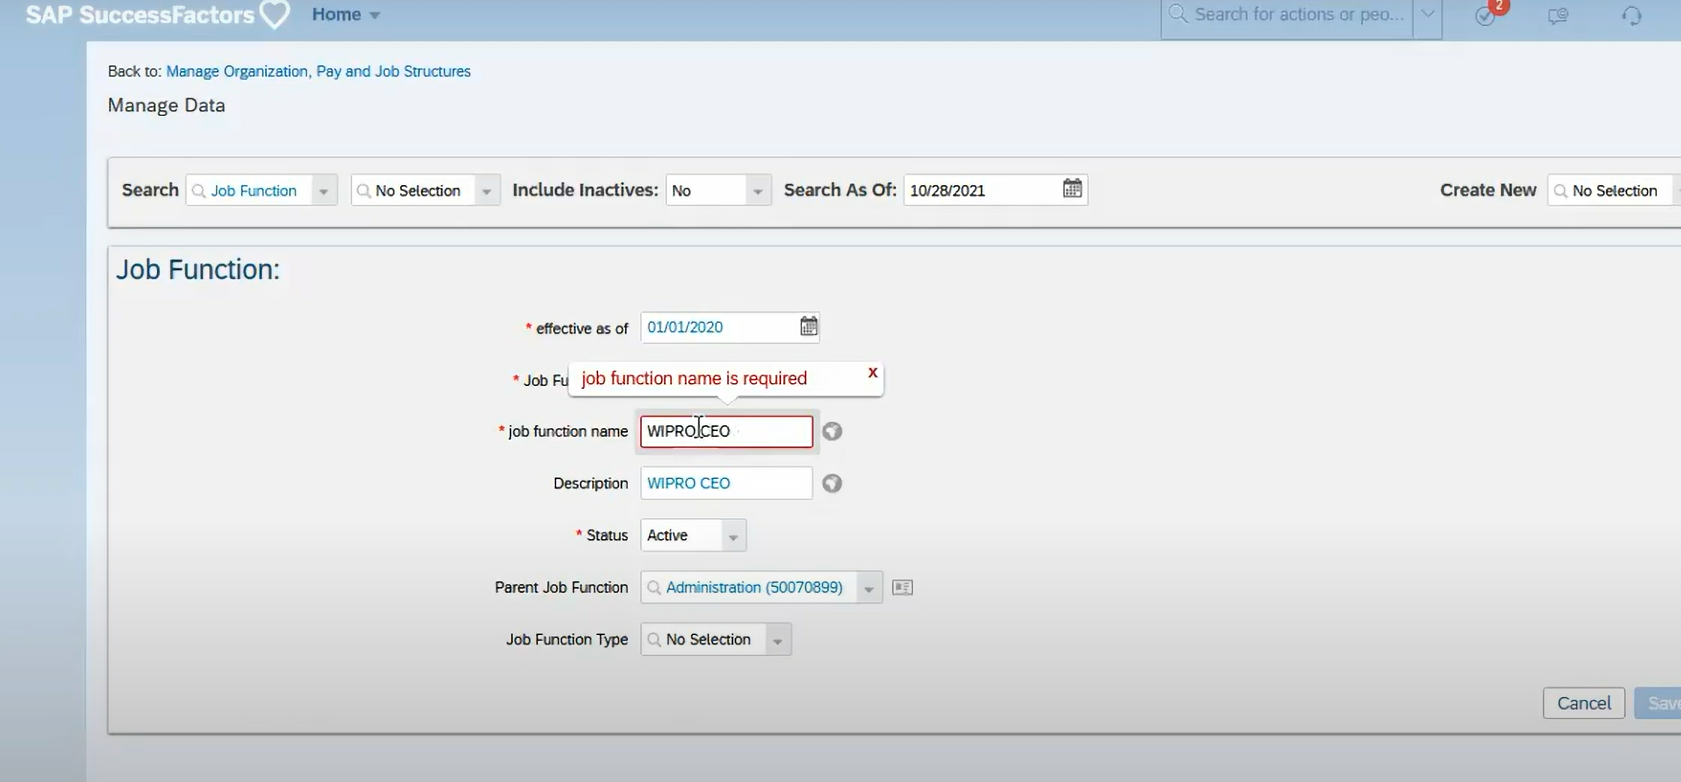 SAP SuccessFactors Home Search for actions or peo... 2
Back to: Manage Organization, Pay and Job Structures
Manage Data
Search Job Function No Selection Include Inactives: No Search As Of: 10/28/2021 Create New No Selection
Job Function:
* effective as of 01/01/2020
* Job Fu job function name is required x
* job function name WIPRO CEO
Description WIPRO CEO
* Status Active
Parent Job Function Administration (50070899)
Job Function Type No Selection
Cancel Save